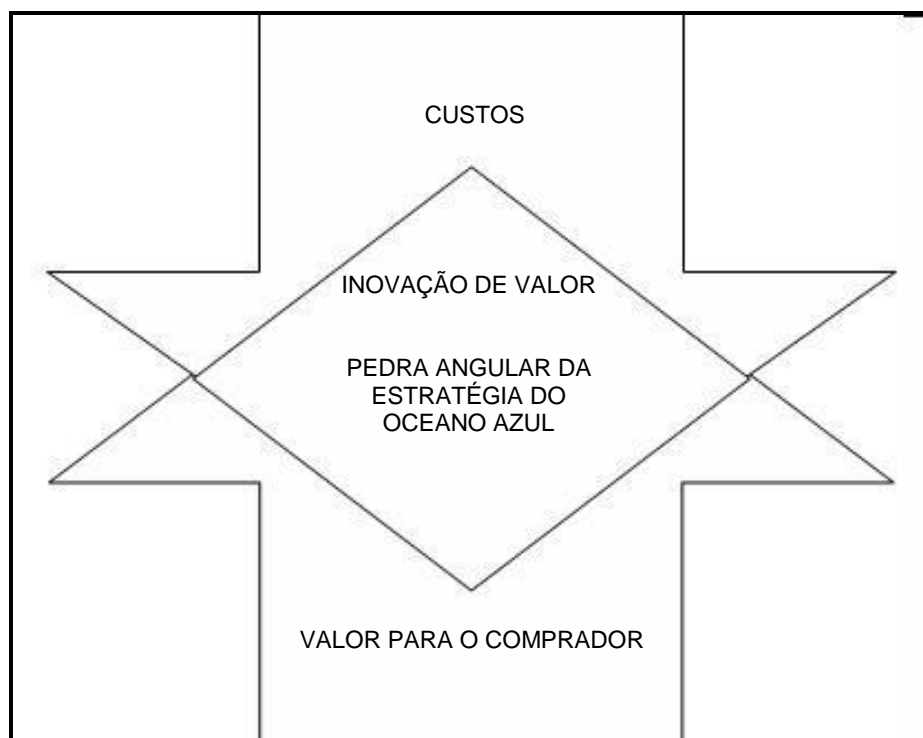 CUSTOS
INOVAÇÃO DE VALOR
PEDRA ANGULAR DA
ESTRATÉGIA DO
OCEANO AZUL
VALOR PARA O COMPRADOR